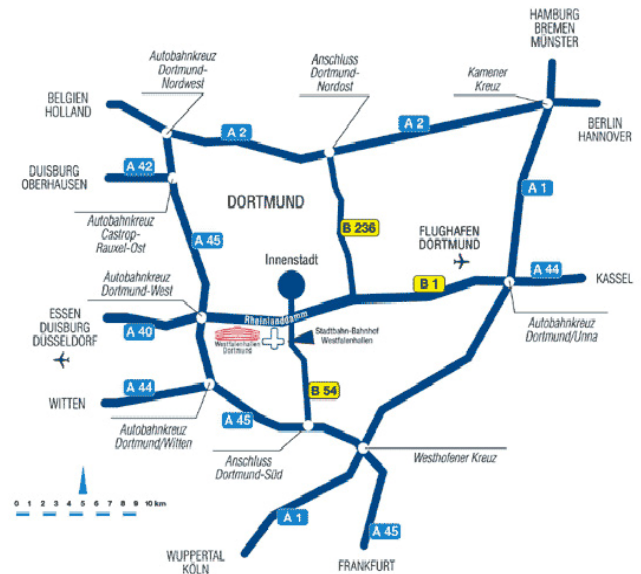 HAMBURG
BREMEN
MÜNSTER
Autobahnkreuz
Dortmund-
Nordwest
Anschluss
Dortmund-
Nordost
Kamener
Kreuz
BELGIEN
HOLLAND
A 2
A 2
BERLIN
HANNOVER
DUISBURG
OBERHAUSEN
A 42
A 1
DORTMUND
Autobahnkreuz
Castrop-
Rauxel-Ost
A 45
B 236
FLUGHAFEN
DORTMUND
Innenstadt
Autobahnkreuz
Dortmund-West
B 1
A 44
KASSEL
ESSEN
DUISBURG
DÜSSELDORF
A 40
Rheinlanddamm
Westfalenhallen
Dortmund
Stadtbahn-Bahnhof
Westfalenhallen
Autobahnkreuz
Dortmund/Unna
A 44
WITTEN
B 54
Autobahnkreuz
Dortmund/Witten
A 45
Anschluss
Dortmund-Süd
Westhofener Kreuz
0 1 2 3 4 5 6 7 8 9 10 km
A 1
A 45
WUPPERTAL
KÖLN
FRANKFURT